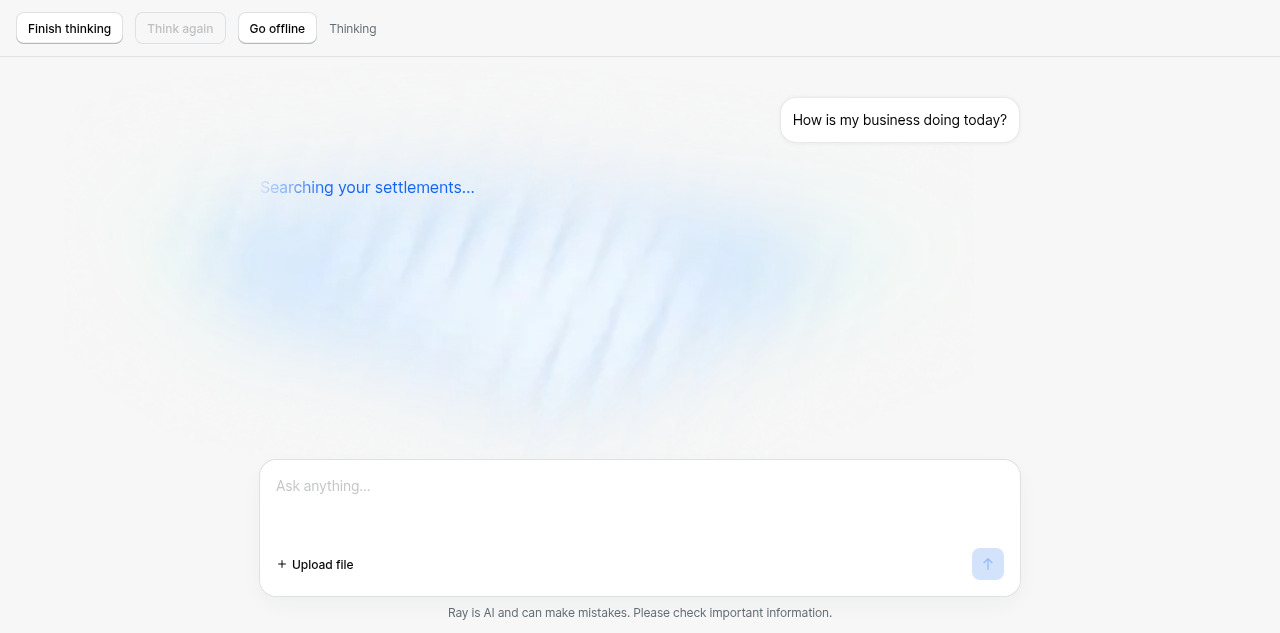 Finish thinking
Think again
Go offline
Thinking
How is my business doing today?
Searching your settlements...
Ask anything...
+ Upload file
Ray is AI and can make mistakes. Please check important information.